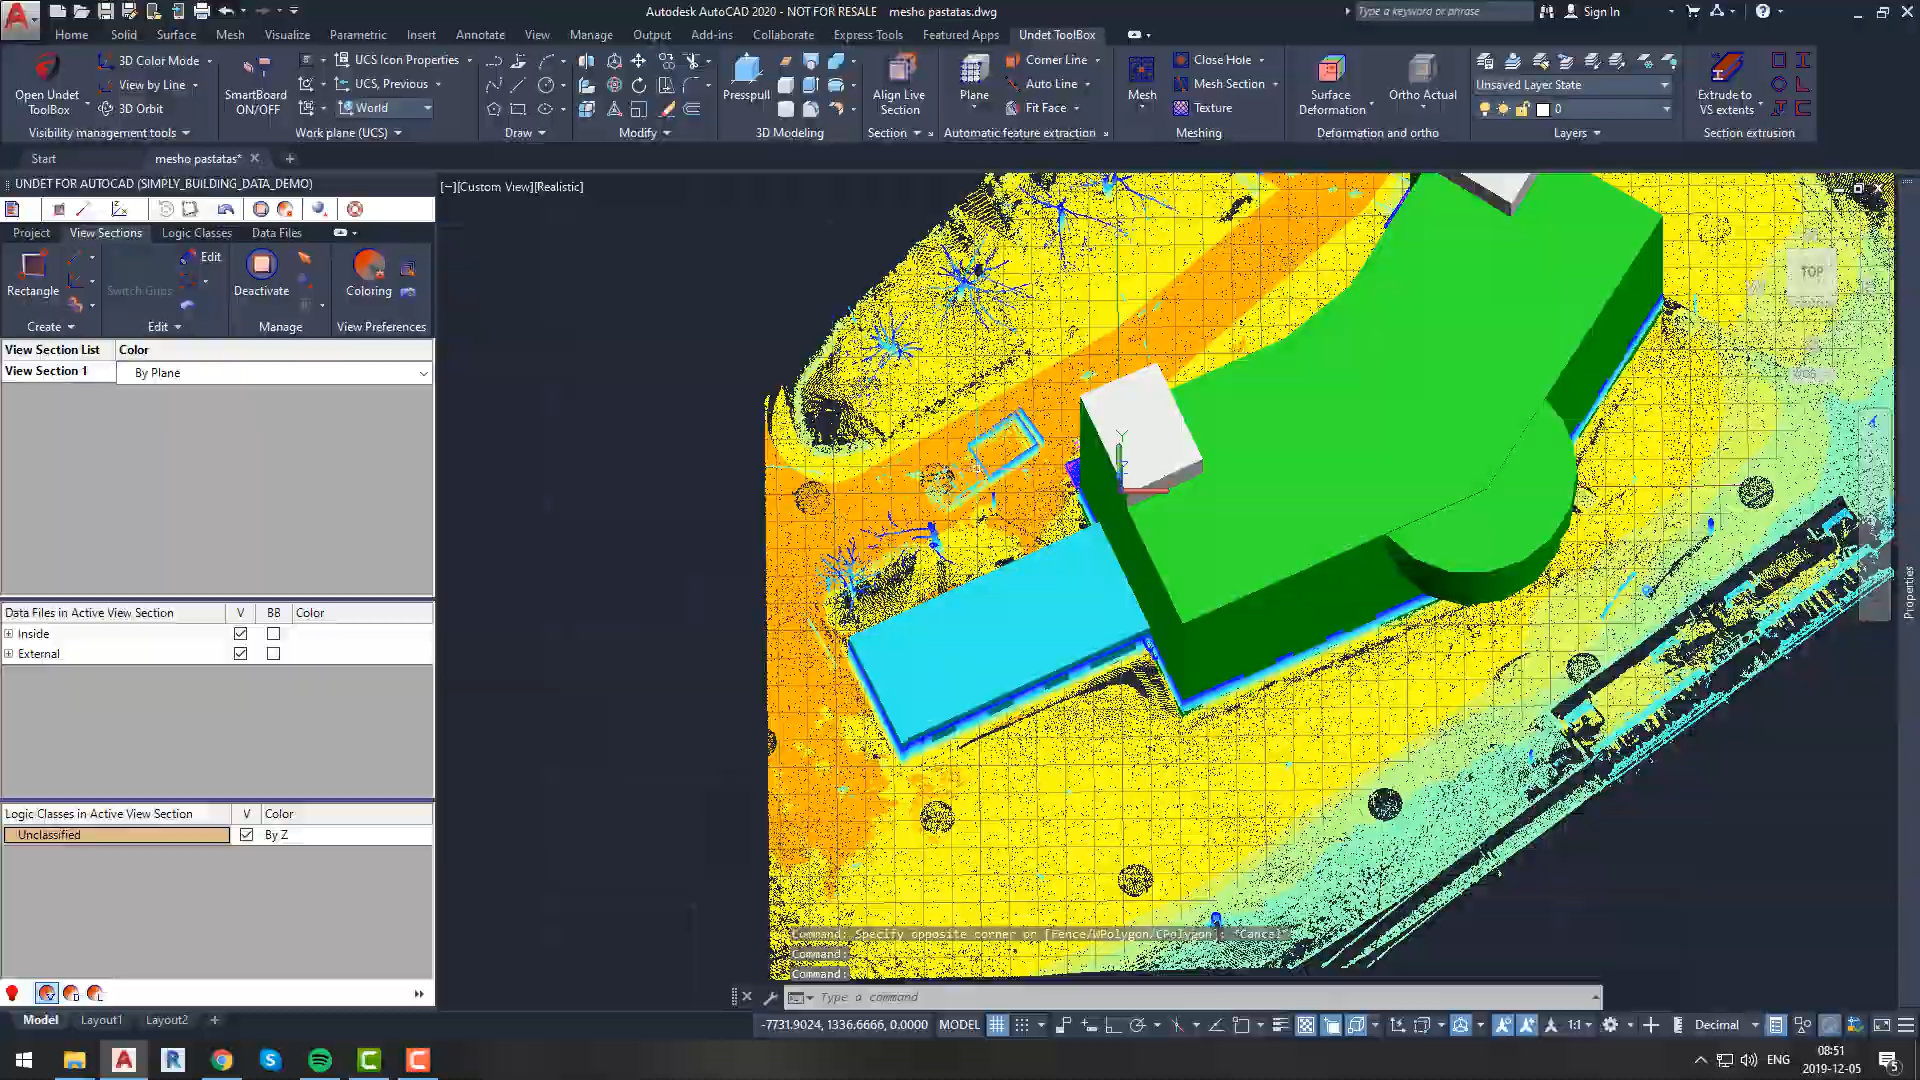 Autodesk AutoCAD 2020 - NOT FOR RESALE mesho pastatas.dwg
Type a keyword or phrase
Sign In
Home Solid Surface Mesh Visualize Parametric Insert Annotate View Manage Output Add-ins Collaborate Express Tools Featured Apps Undet ToolBox
Open Undet ToolBox
3D Color Mode
View by Line
3D Orbit
Visibility management tools
SmartBoard ON/OFF
UCS Icon Properties
UCS, Previous
World
Work plane (UCS)
Draw
Modify
Presspull
3D Modeling
Align Live Section
Section
Plane
Corner Line
Auto Line
Fit Face
Automatic feature extraction
Mesh
Close Hole
Mesh Section
Texture
Meshing
Surface Deformation
Ortho Actual
Deformation and ortho
Unsaved Layer State
0
Layers
Extrude to VS extents
Section extrusion
Start
mesho pastatas*
UNDET FOR AUTOCAD (SIMPLY_BUILDING_DATA_DEMO)
[−][Custom View][Realistic]
Project View Sections Logic Classes Data Files
Rectangle
Create
Switch Grips
Edit
Edit
Deactivate
Manage
Coloring
View Preferences
View Section List Color
View Section 1 By Plane
Data Files in Active View Section V BB Color
Inside
External
Logic Classes in Active View Section V Color
Unclassified By Z
TOP
Y
Z
Properties
Command: Specify opposite corner or [Fence/WPolygon/CPolygon]: *Cancel*
Command:
Command:
Type a command
Model Layout1 Layout2
-7731.9024, 1336.6666, 0.0000 MODEL
1:1
Decimal
ENG
08:51
2019-12-05
5